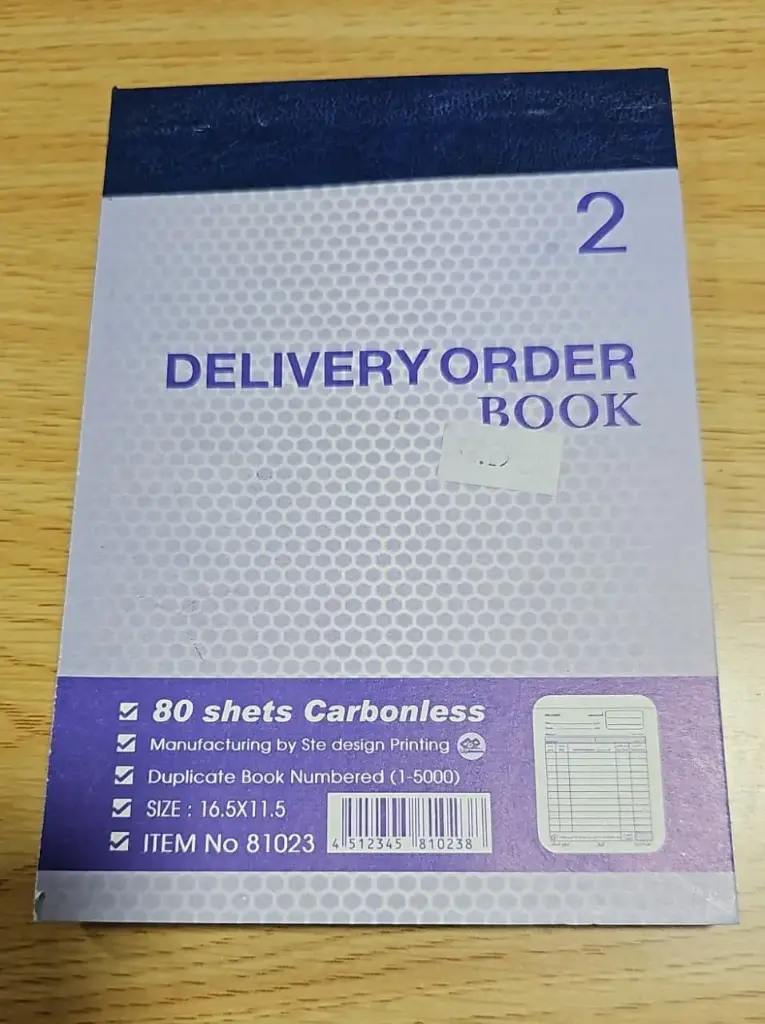 2
DELIVERY ORDER
BOOK
80 shets Carbonless
Manufacturing by Ste design Printing
Duplicate Book Numbered (1-5000)
SIZE : 16.5X11.5
ITEM No 81023
4 512345 810238